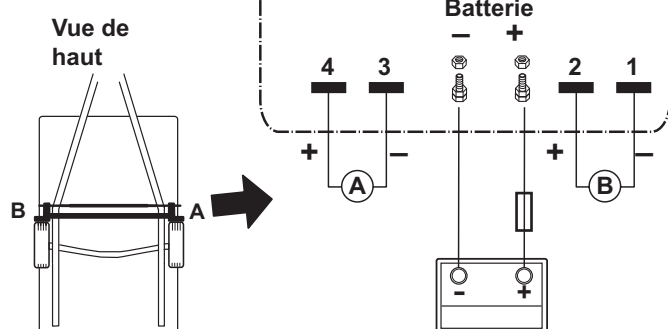 Vue de
haut
Batterie
– +
4 3 2 1
+ – + –
A B
B A
- +